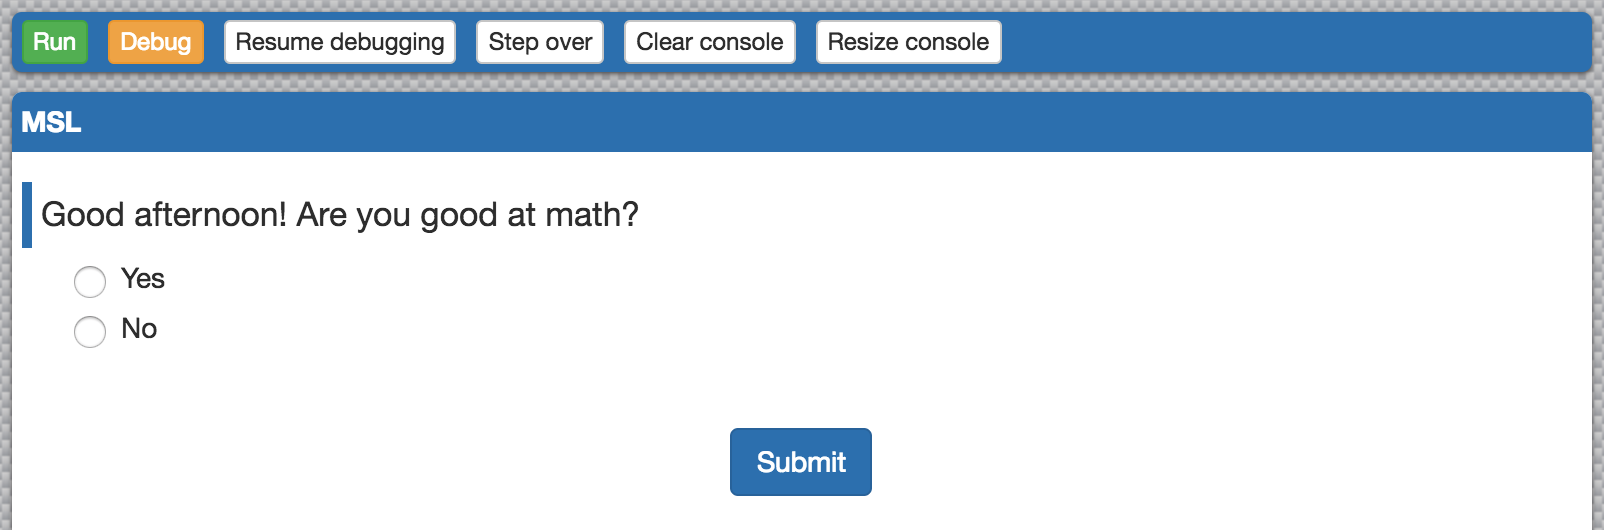 Run Debug Resume debugging Step over Clear console Resize console
MSL
Good afternoon! Are you good at math?
Yes
No
Submit